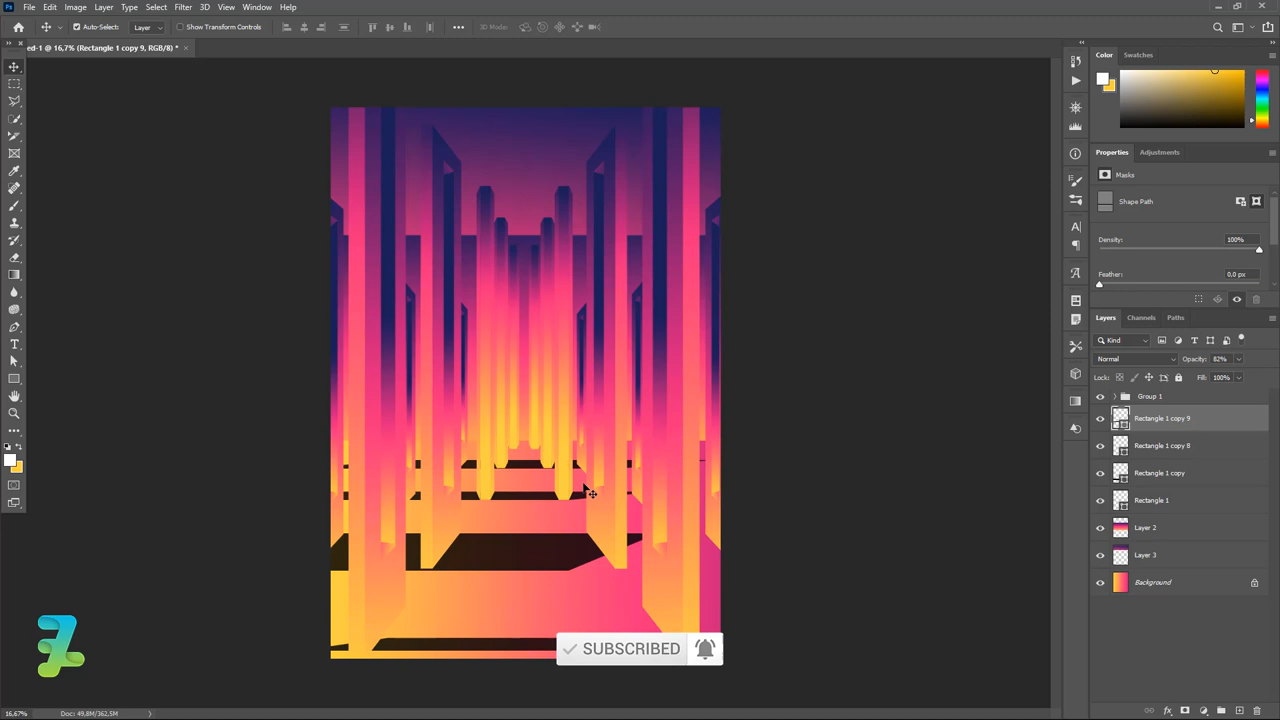 Ps File Edit Image Layer Type Select Filter 3D View Window Help
Auto-Select: Layer Show Transform Controls 3D Mode:
ed-1 @ 16,7% (Rectangle 1 copy 9, RGB/8) *
Color Swatches
Properties Adjustments
Masks
Shape Path
Density: 100%
Feather: 0,0 px
Layers Channels Paths
Kind
Normal Opacity: 82%
Lock: Fill: 100%
Group 1
Rectangle 1 copy 9
Rectangle 1 copy 8
Rectangle 1 copy
Rectangle 1
Layer 2
Layer 3
Background
SUBSCRIBED
16,67% Doc: 49,8M/362,5M